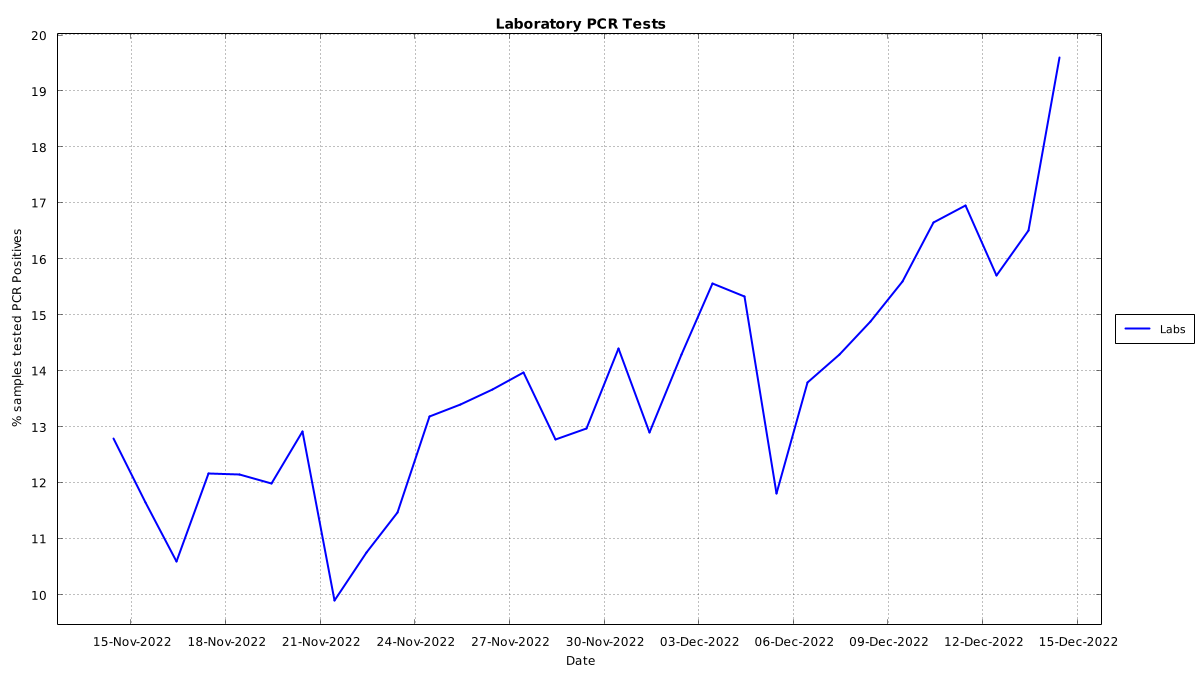 Laboratory PCR Tests
20
19
18
17
16
15
14
13
12
11
10
% samples tested PCR Positives
15-Nov-2022 18-Nov-2022 21-Nov-2022 24-Nov-2022 27-Nov-2022 30-Nov-2022 03-Dec-2022 06-Dec-2022 09-Dec-2022 12-Dec-2022 15-Dec-2022
Date
Labs